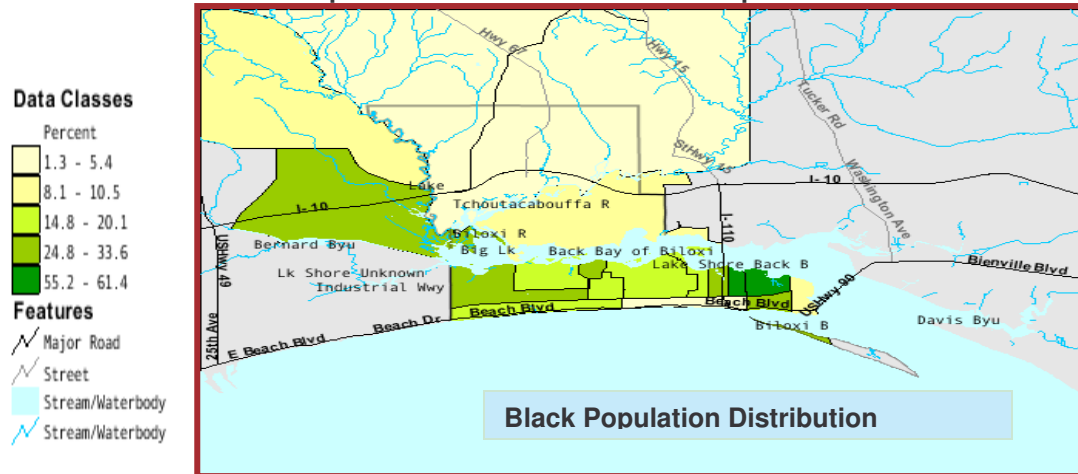 Data Classes
Percent
1.3 - 5.4
8.1 - 10.5
14.8 - 20.1
24.8 - 33.6
55.2 - 61.4
Features
Major Road
Street
Stream/Waterbody
Stream/Waterbody
Hwy 67
Hwy 15
StHwy 15
Tucker Rd
Washington Ave
Lake
I- 10
I- 10
Tchoutacabouffa R
Biloxi R
I-110
Bernard Byu
Big Lk
Back Bay of Biloxi
USHwy 49
Lk Shore Unknown
Lake Shore Back B
Bienville Blvd
Industrial Wwy
USHwy 90
Beach Blvd
Beach Blvd
Beach Dr
Biloxi B
Davis Byu
25th Ave
E Beach Blvd
Black Population Distribution